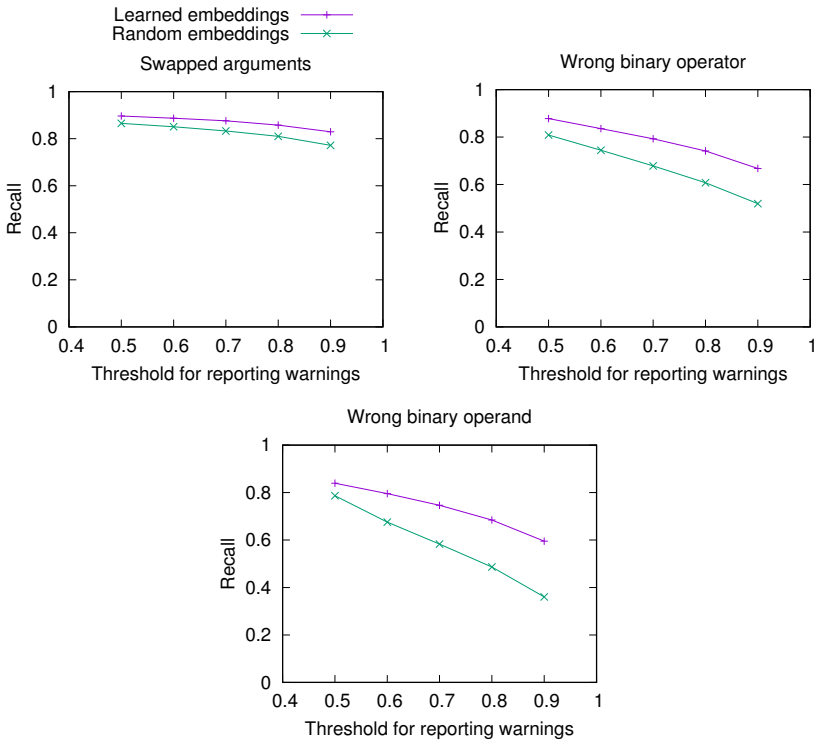 Learned embeddings
Random embeddings
Swapped arguments
1
0.8
0.6
0.4
0.2
0
Recall
0.4 0.5 0.6 0.7 0.8 0.9 1
Threshold for reporting warnings
Wrong binary operator
1
0.8
0.6
0.4
0.2
0
Recall
0.4 0.5 0.6 0.7 0.8 0.9 1
Threshold for reporting warnings
Wrong binary operand
1
0.8
0.6
0.4
0.2
0
Recall
0.4 0.5 0.6 0.7 0.8 0.9 1
Threshold for reporting warnings